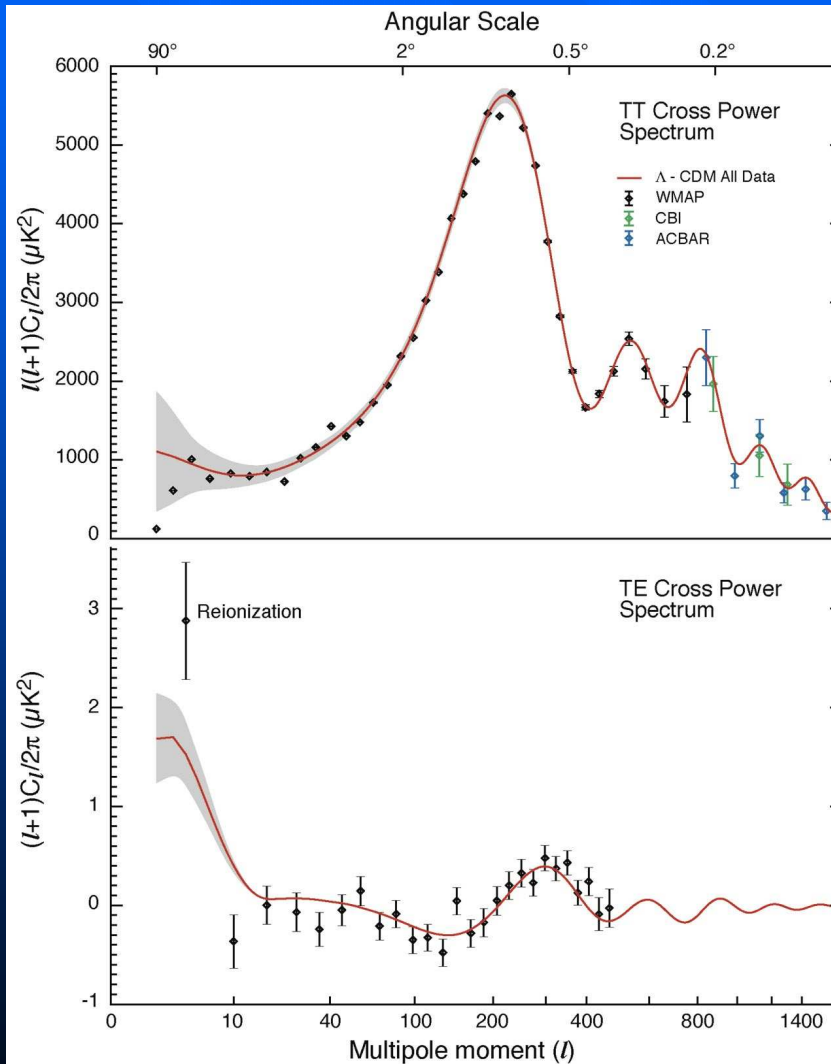 Angular Scale
90° 2° 0.5° 0.2°
6000
5000
4000
3000
2000
1000
0
l(l+1)Cl/2π (μK²)
TT Cross Power
Spectrum
Λ - CDM All Data
WMAP
CBI
ACBAR
3
2
1
0
-1
(l+1)Cl/2π (μK²)
Reionization
TE Cross Power
Spectrum
0 10 40 100 200 400 800 1400
Multipole moment (l)